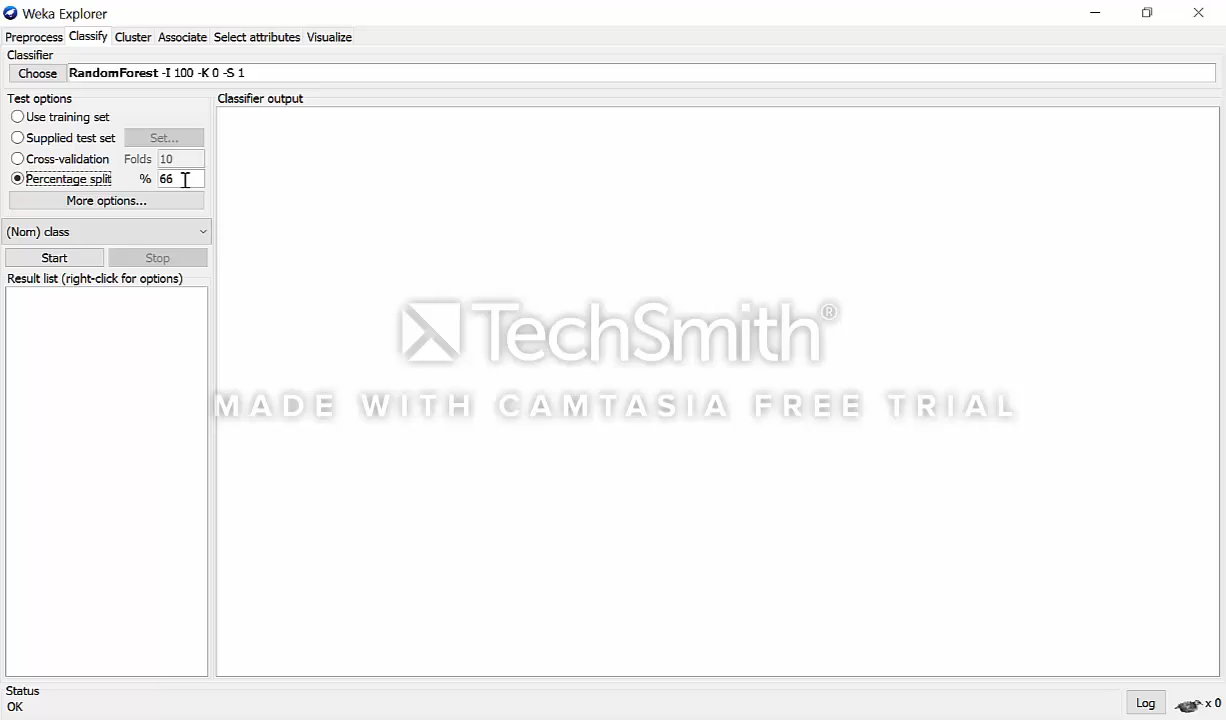 Weka Explorer
Preprocess Classify Cluster Associate Select attributes Visualize
Classifier
Choose RandomForest -I 100 -K 0 -S 1
Test options
Use training set
Supplied test set Set...
Cross-validation Folds 10
Percentage split % 66
More options...
(Nom) class
Start Stop
Result list (right-click for options)
Classifier output
TechSmith®
MADE WITH CAMTASIA FREE TRIAL
Status
OK
Log x 0